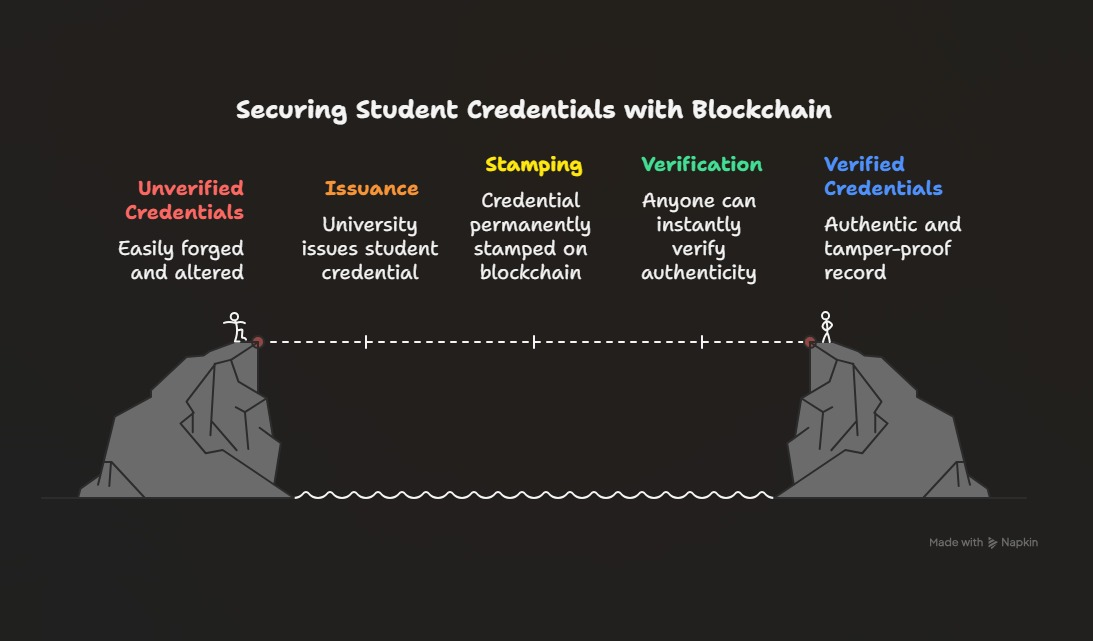 Securing Student Credentials with Blockchain
Unverified
Credentials
Easily forged
and altered
Issuance
University
issues student
credential
Stamping
Credential
permanently
stamped on
blockchain
Verification
Anyone can
instantly
verify
authenticity
Verified
Credentials
Authentic and
tamper-proof
record
Made with Napkin